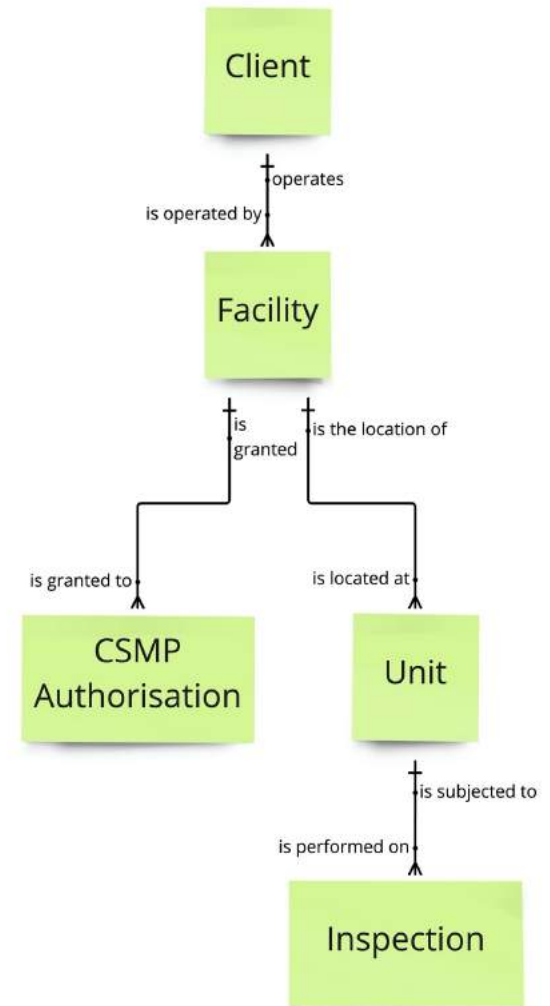 Client
operates
is operated by
Facility
is
granted
is the location of
is granted to
is located at
CSMP
Authorisation
Unit
is subjected to
is performed on
Inspection